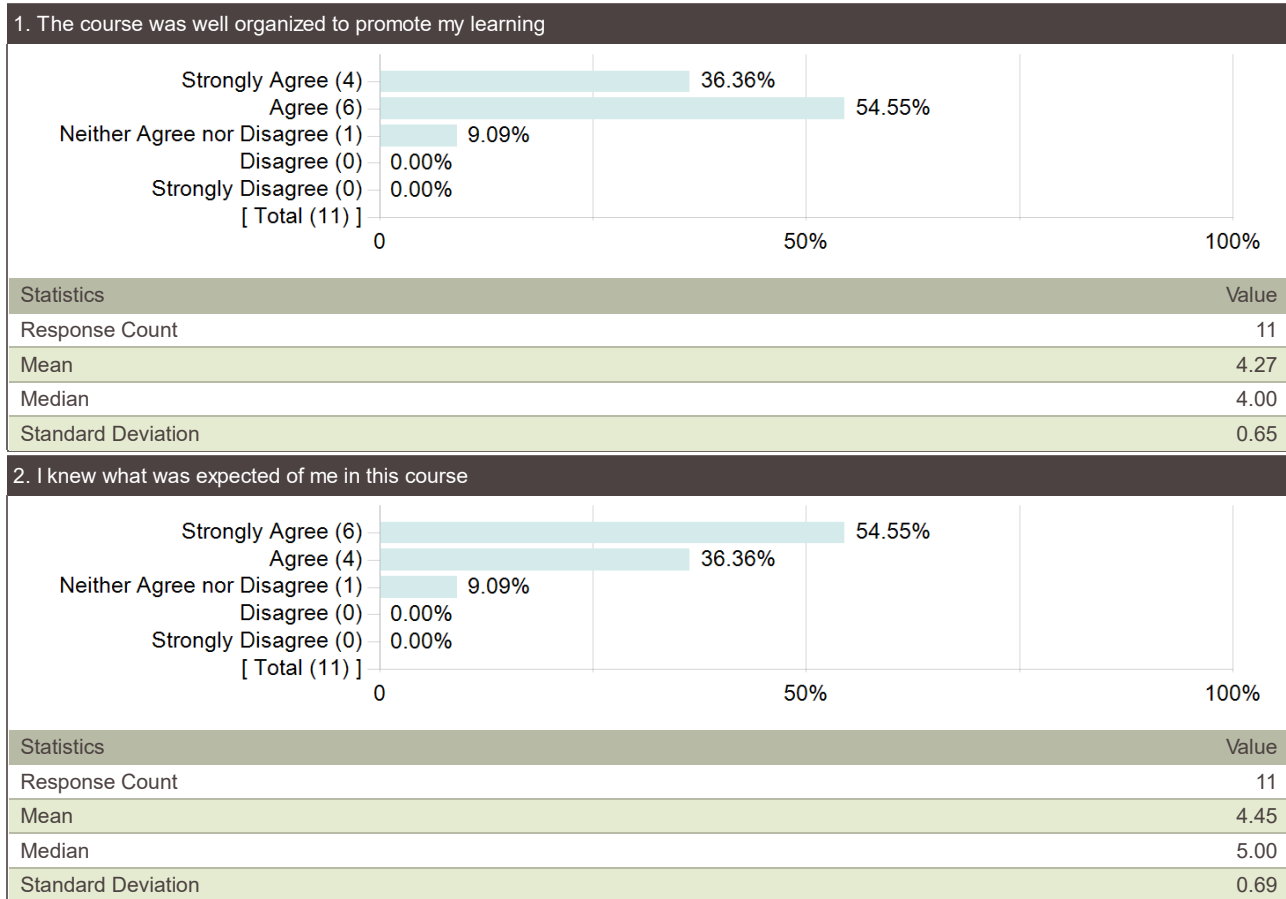 1. The course was well organized to promote my learning
Strongly Agree (4) 36.36%
Agree (6) 54.55%
Neither Agree nor Disagree (1) 9.09%
Disagree (0) 0.00%
Strongly Disagree (0) 0.00%
[ Total (11) ]
0 50% 100%
Statistics Value
Response Count 11
Mean 4.27
Median 4.00
Standard Deviation 0.65
2. I knew what was expected of me in this course
Strongly Agree (6) 54.55%
Agree (4) 36.36%
Neither Agree nor Disagree (1) 9.09%
Disagree (0) 0.00%
Strongly Disagree (0) 0.00%
[ Total (11) ]
0 50% 100%
Statistics Value
Response Count 11
Mean 4.45
Median 5.00
Standard Deviation 0.69